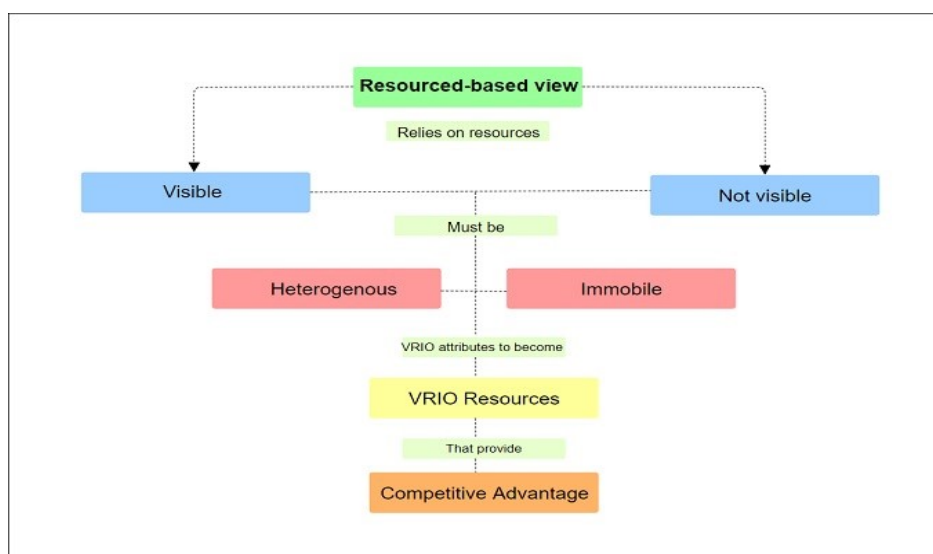 Resourced-based view
Relies on resources
Visible
Not visible
Must be
Heterogenous
Immobile
VRIO attributes to become
VRIO Resources
That provide
Competitive Advantage